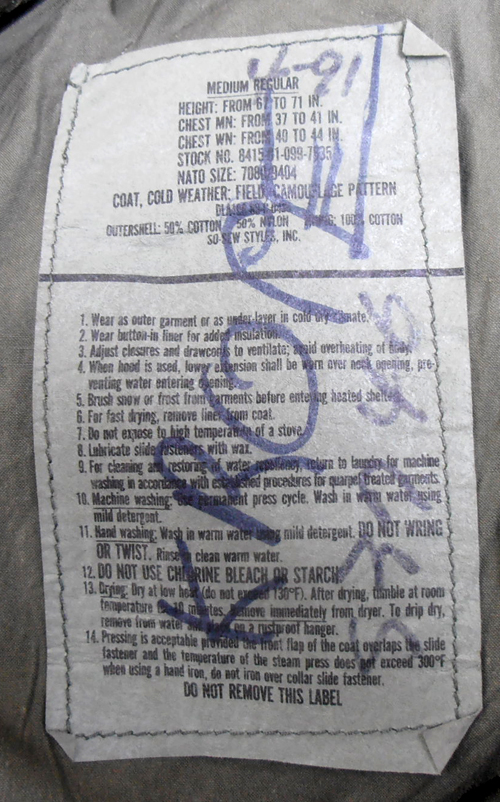 MEDIUM REGULAR
HEIGHT: FROM 67 TO 71 IN.
CHEST MN: FROM 37 TO 41 IN.
CHEST WN: FROM 40 TO 44 IN.
STOCK NO. 8415-01-099-7835
NATO SIZE: 7080/9404
COAT, COLD WEATHER: FIELD, CAMOUFLAGE PATTERN
OUTERSHELL: 50% COTTON 50% NYLON LINING: 100% COTTON
SO-SEW STYLES, INC.
1. Wear as outer garment or as under-layer in cold dry climate.
2. Wear button-in liner for added insulation.
3. Adjust closures and drawcords to ventilate; avoid overheating of body.
4. When hood is used, lower extension shall be worn over neck opening, pre-
venting water entering opening.
5. Brush snow or frost from garments before entering heated shelters.
6. For fast drying, remove liner from coat.
7. Do not expose to high temperature of a stove.
8. Lubricate slide fasteners with wax.
9. For cleaning and restoring of water repellency, return to laundry for machine
washing in accordance with established procedures for quarpel treated garments.
10. Machine washing: Use permanent press cycle. Wash in warm water, using
mild detergent.
11. Hand washing: Wash in warm water using mild detergent. DO NOT WRING
OR TWIST. Rinse in clean warm water.
12. DO NOT USE CHLORINE BLEACH OR STARCH
13. Drying: Dry at low heat (do not exceed 130°F). After drying, tumble at room
temperature minutes. Remove immediately from dryer. To drip dry,
remove from water and place on a rustproof hanger.
14. Pressing is acceptable provided the front flap of the coat overlaps the slide
fastener and the temperature of the steam press does not exceed 300°F
when using a hand iron, do not iron over collar slide fastener.
DO NOT REMOVE THIS LABEL